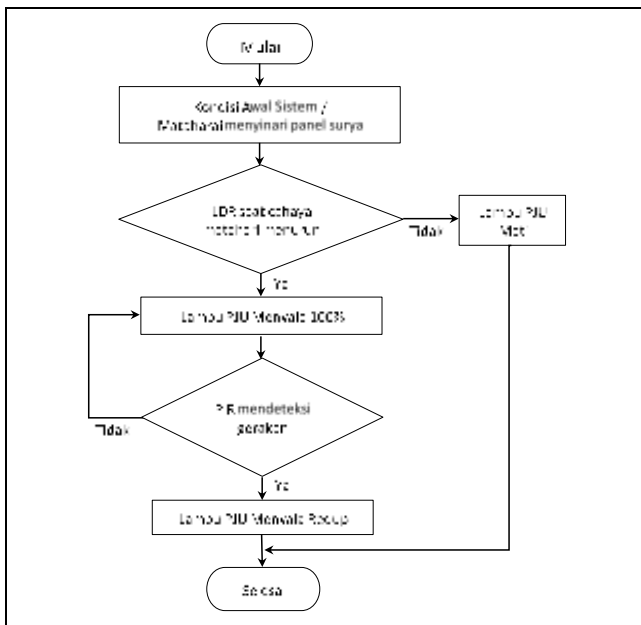 Mulai
Kondisi Awal Sistem /
Matahari menyinari panel surya
LDR saat cahaya
matahari menurun
Tidak
Lampu PJU
Mati
Ya
Lampu PJU Menyala 100%
PIR mendeteksi
gerakan
Tidak
Ya
Lampu PJU Menyala Redup
Selesai